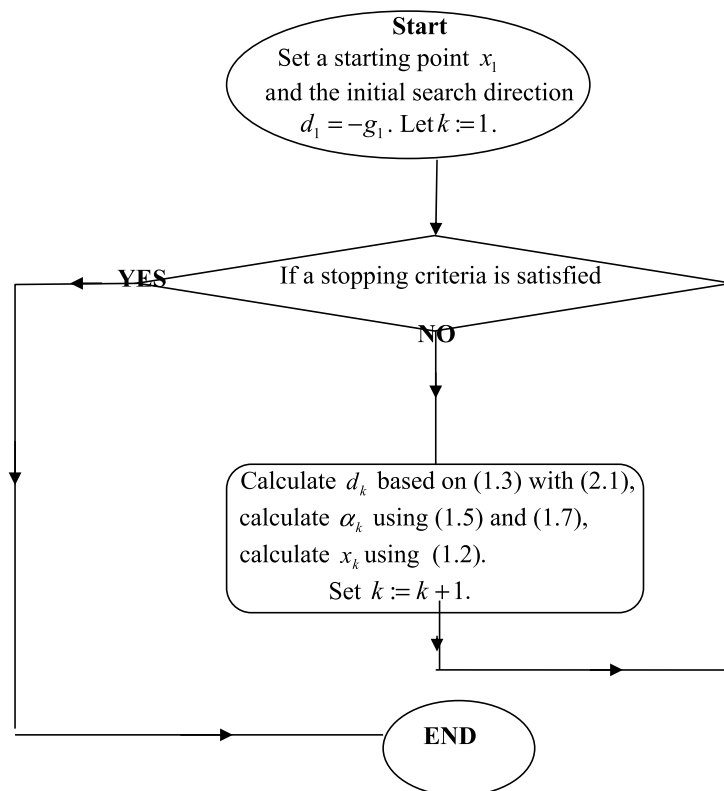 Start
Set a starting point x₁
and the initial search direction
d₁ = −g₁. Let k := 1.
If a stopping criteria is satisfied
YES
NO
Calculate dₖ based on (1.3) with (2.1),
calculate αₖ using (1.5) and (1.7),
calculate xₖ using (1.2).
Set k := k + 1.
END